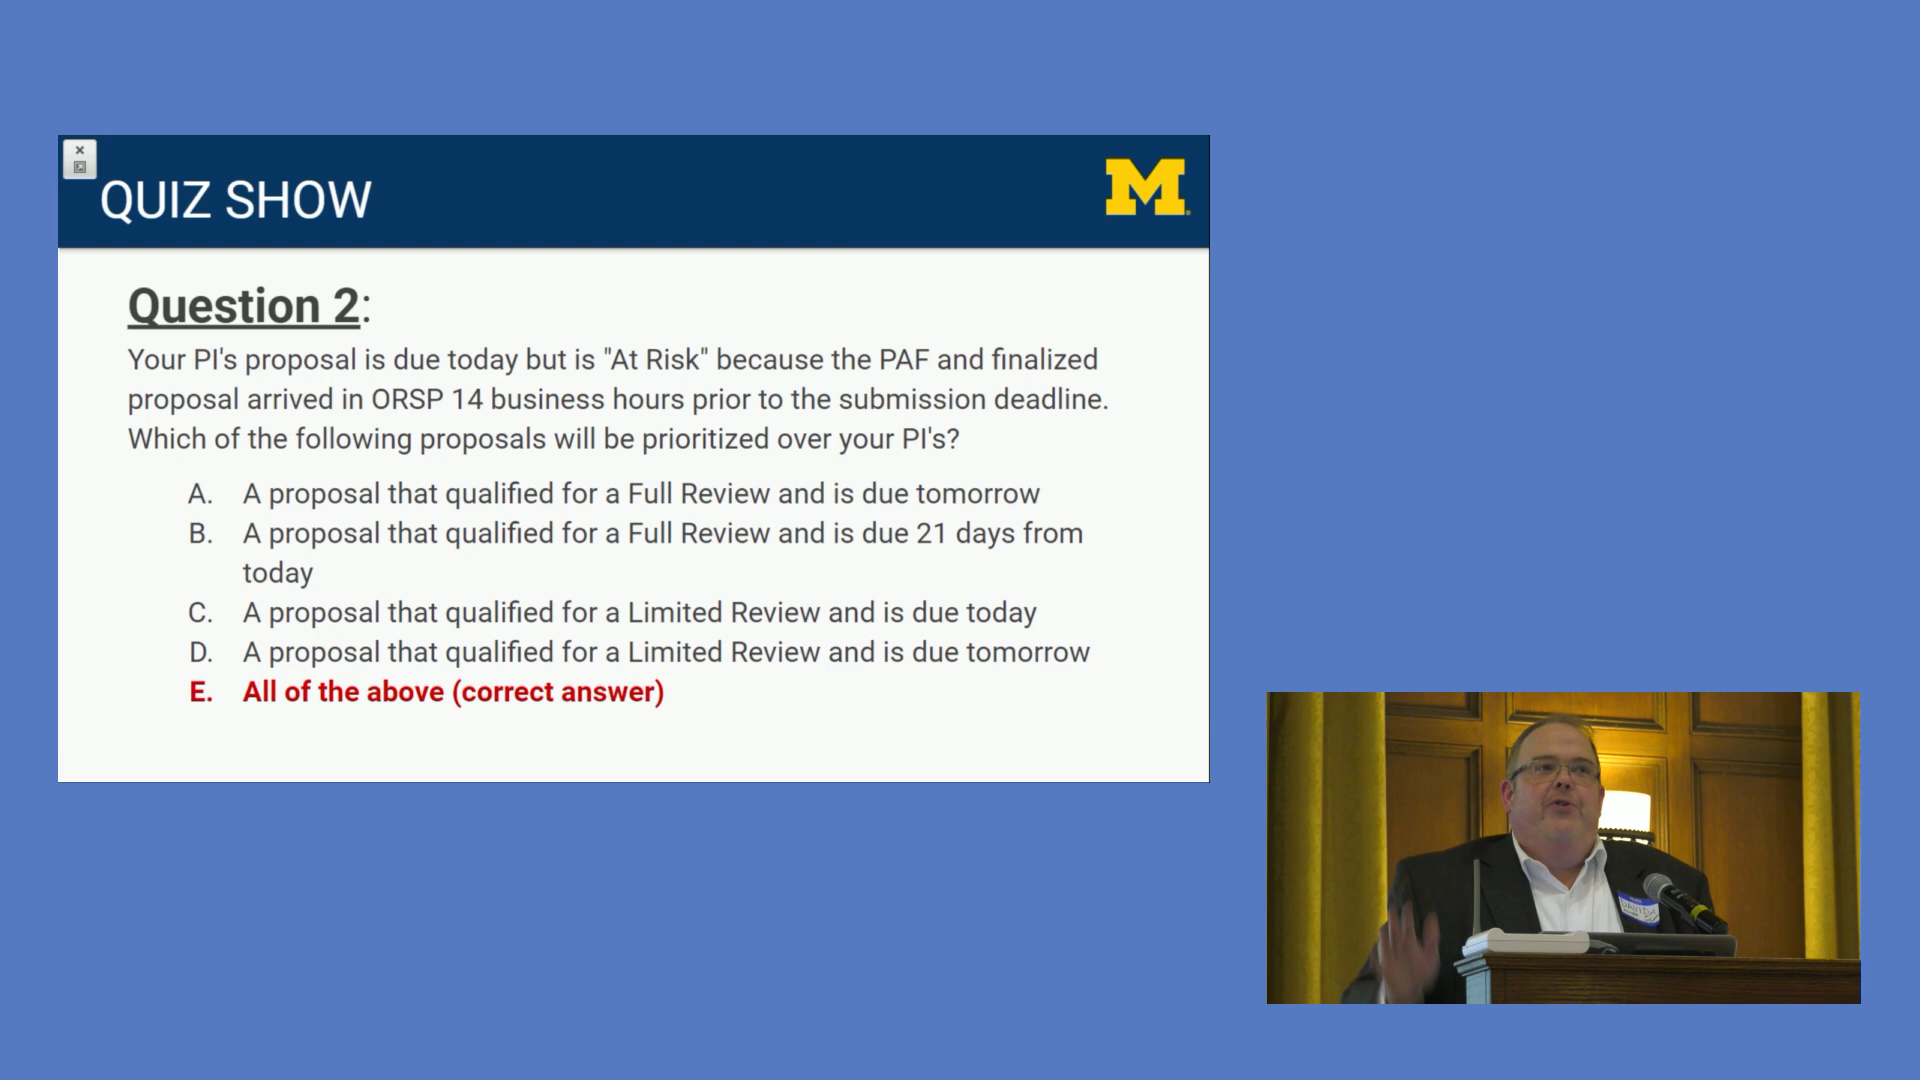 QUIZ SHOW
M
Question 2:
Your PI's proposal is due today but is "At Risk" because the PAF and finalized
proposal arrived in ORSP 14 business hours prior to the submission deadline.
Which of the following proposals will be prioritized over your PI's?
A. A proposal that qualified for a Full Review and is due tomorrow
B. A proposal that qualified for a Full Review and is due 21 days from
today
C. A proposal that qualified for a Limited Review and is due today
D. A proposal that qualified for a Limited Review and is due tomorrow
E. All of the above (correct answer)